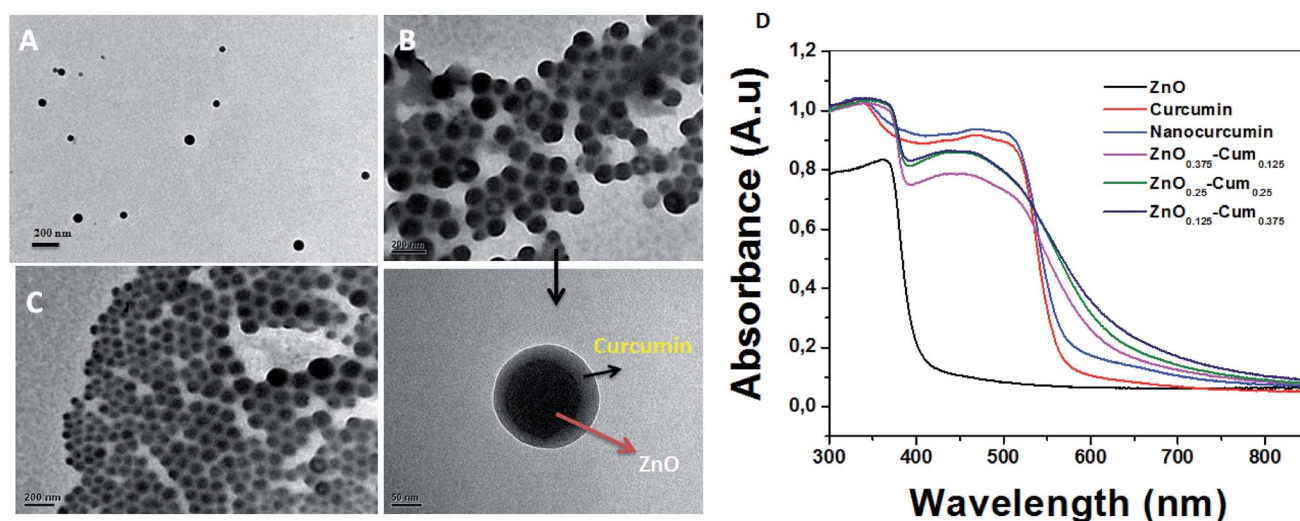 A
200 nm
B
200 nm
C
200 nm
Curcumin
ZnO
50 nm
D
Absorbance (A.u)
1,2
1,0
0,8
0,6
0,4
0,2
0,0
ZnO
Curcumin
Nanocurcumin
ZnO0.375-Cum0.125
ZnO0.25-Cum0.25
ZnO0.125-Cum0.375
300 400 500 600 700 800
Wavelength (nm)